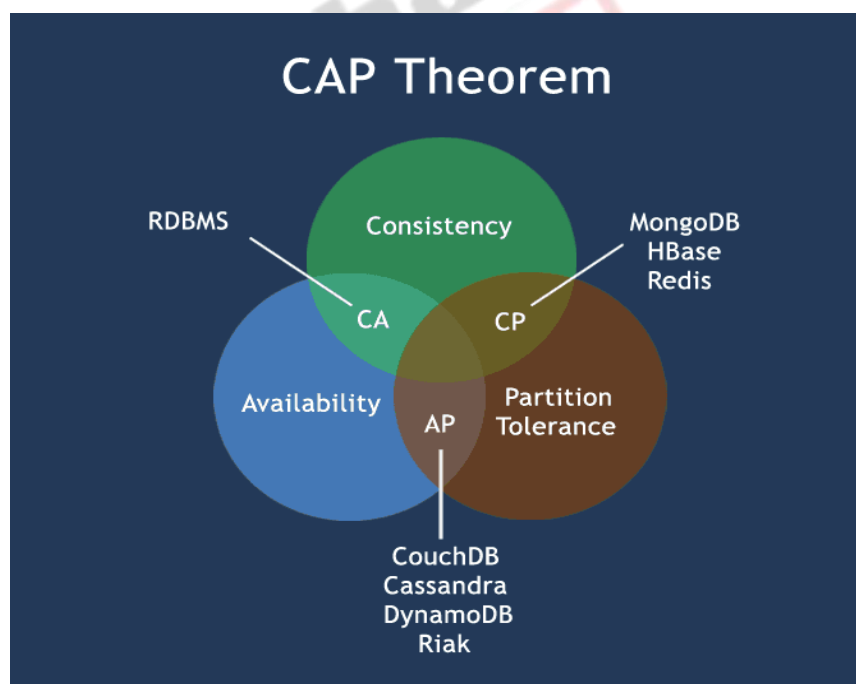 CAP Theorem
RDBMS
Consistency
MongoDB
HBase
Redis
CA
CP
Availability
AP
Partition
Tolerance
CouchDB
Cassandra
DynamoDB
Riak